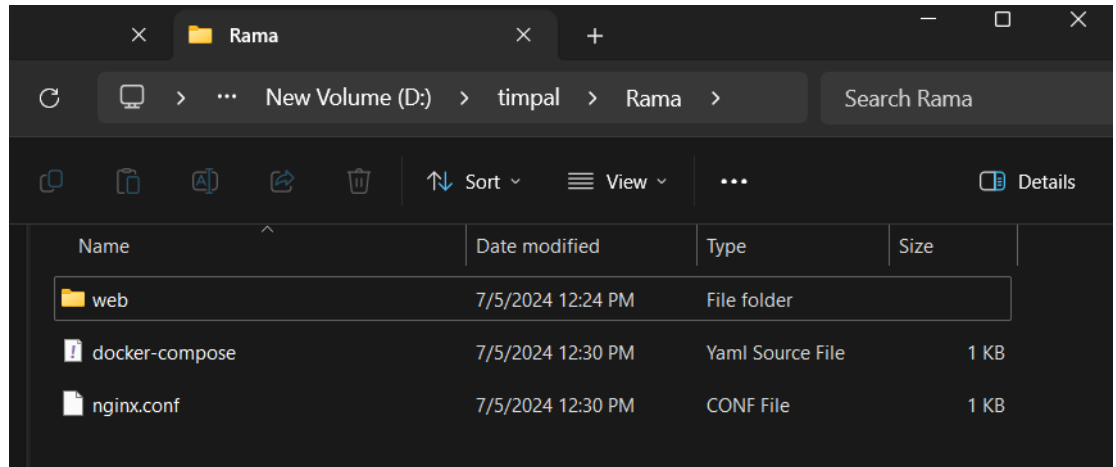 Rama
New Volume (D:) timpal Rama Search Rama
Sort View Details
Name Date modified Type Size
web 7/5/2024 12:24 PM File folder
docker-compose 7/5/2024 12:30 PM Yaml Source File 1 KB
nginx.conf 7/5/2024 12:30 PM CONF File 1 KB